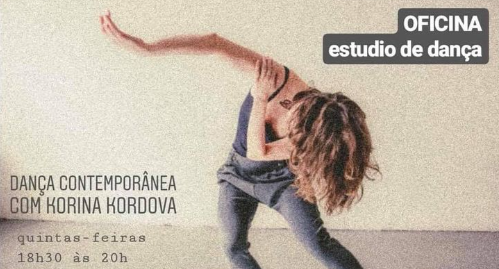 OFICINA
estudio de dança
DANÇA CONTEMPORÂNEA
COM KORINA KORDOVA
quintas-feiras
18h30 às 20h